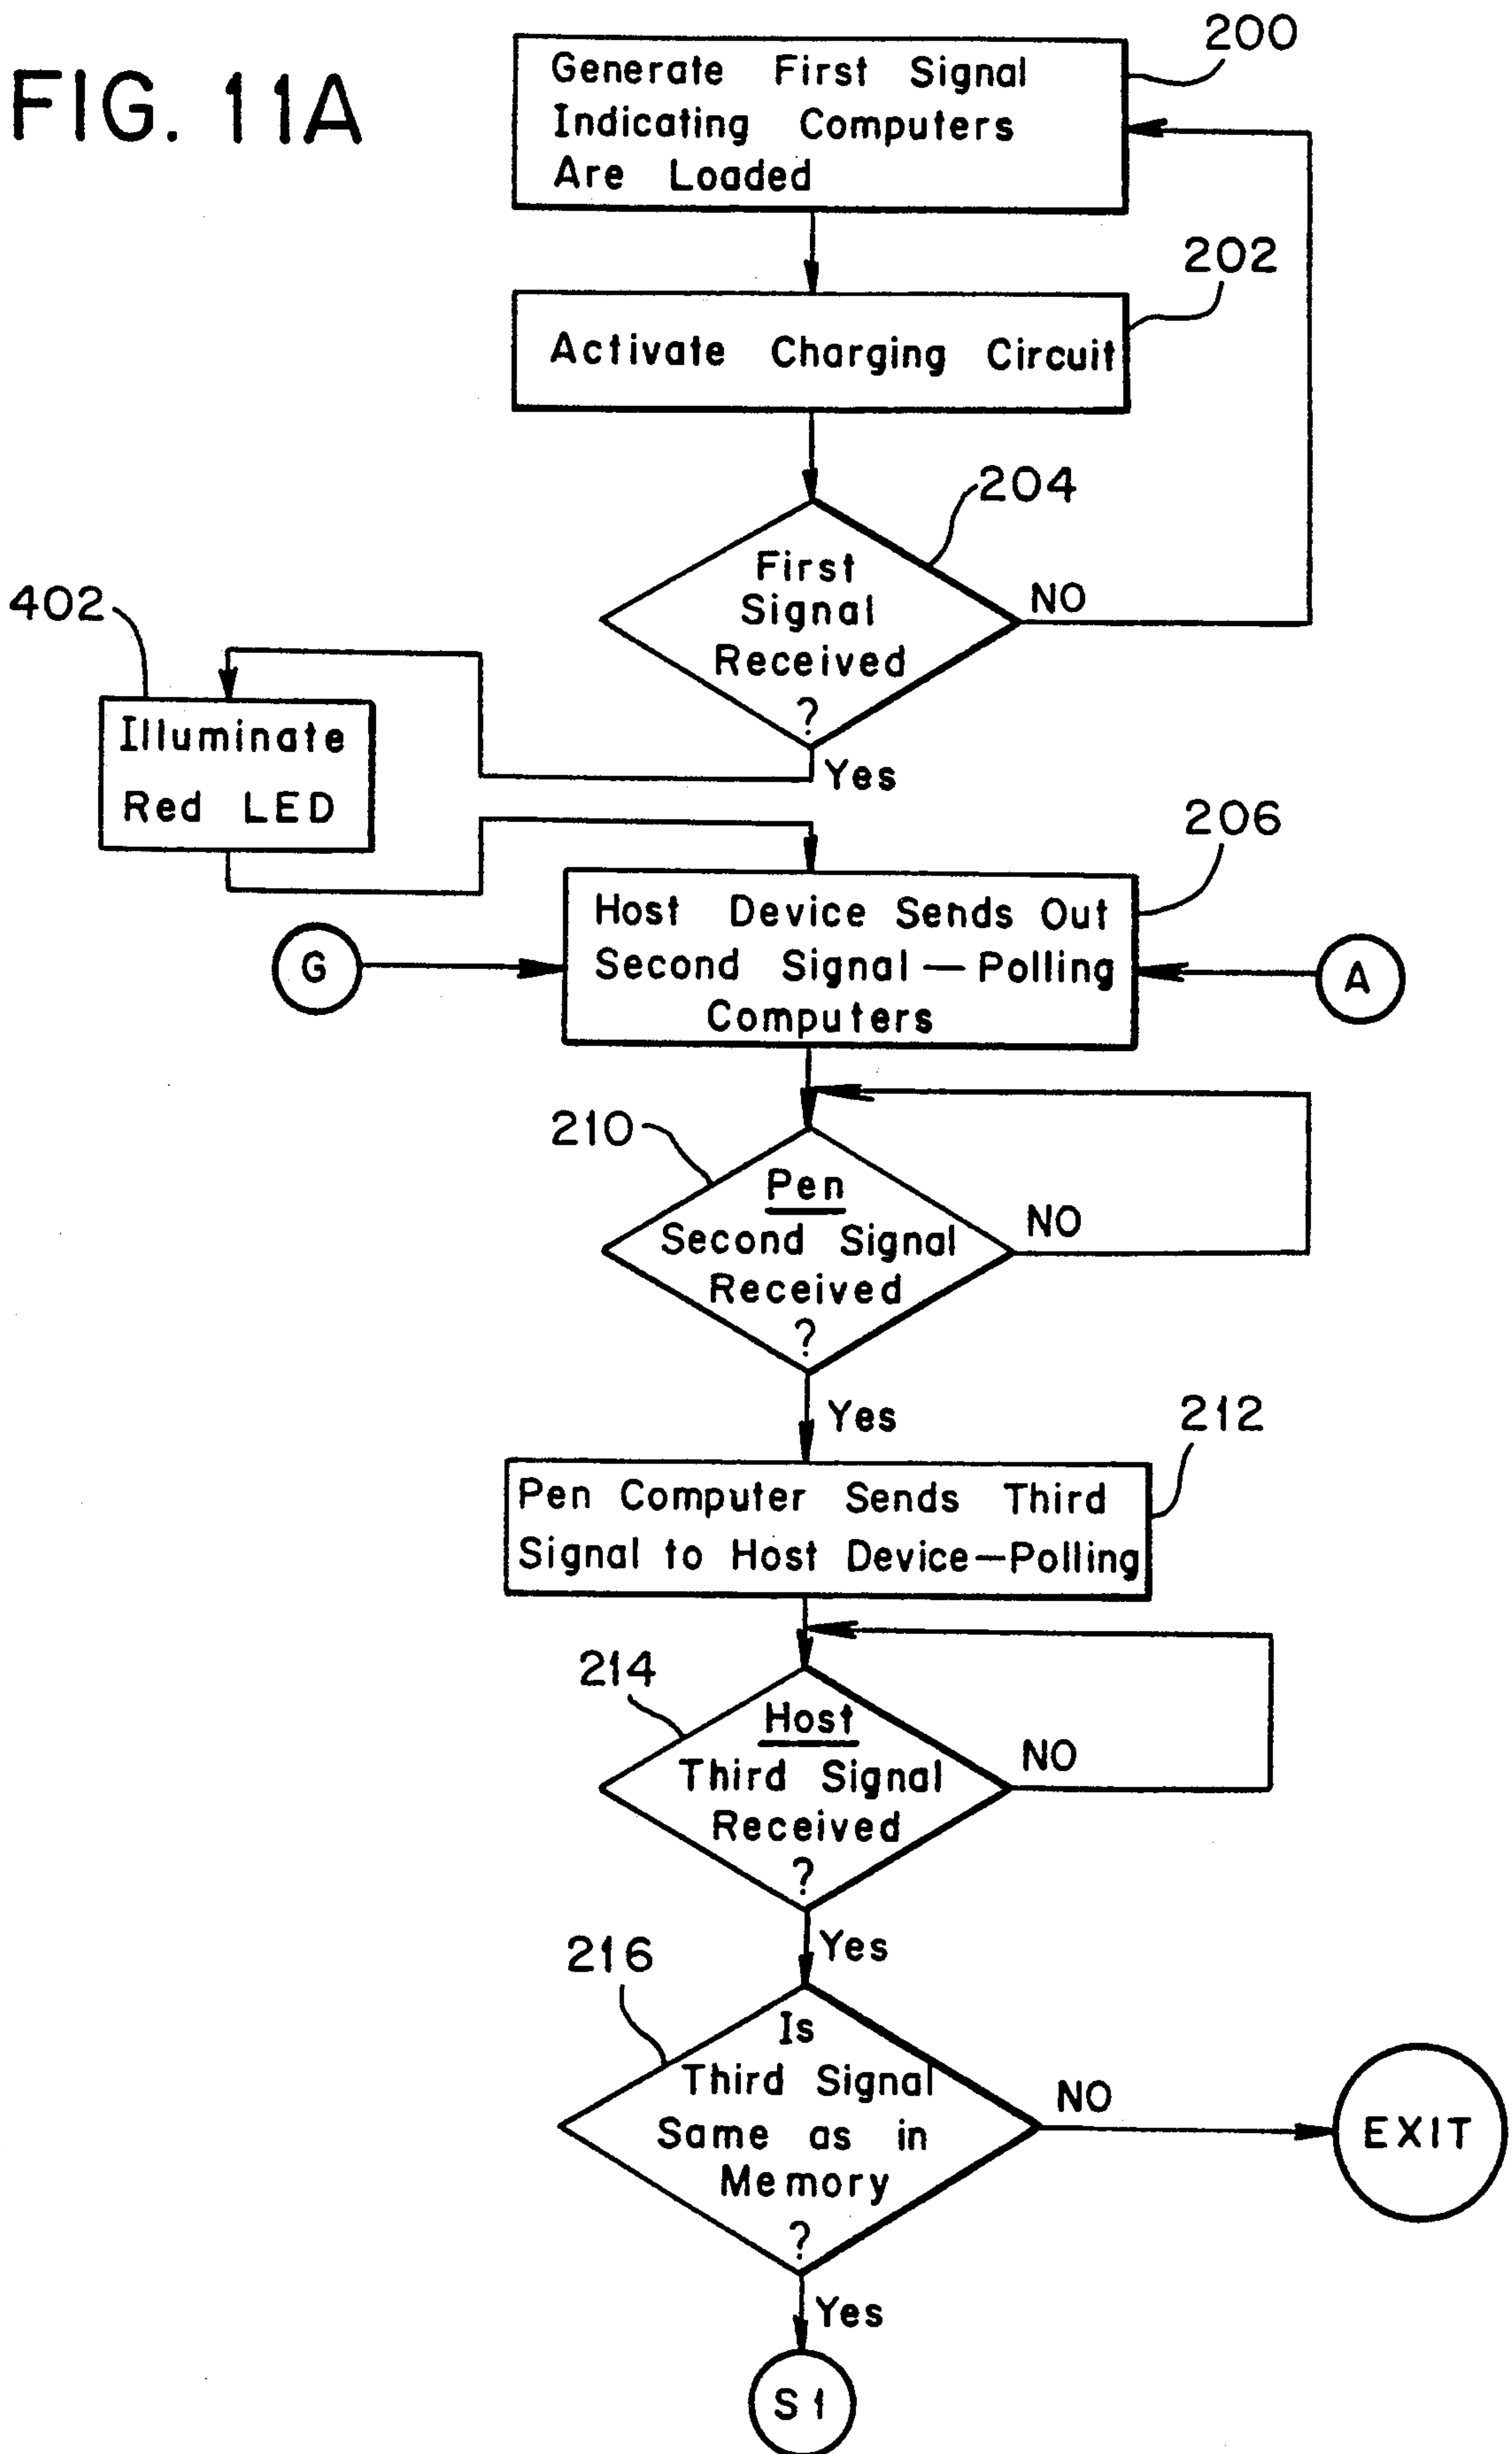 FIG. 11A
200
Generate First Signal
Indicating Computers
Are Loaded
202
Activate Charging Circuit
204
First
Signal
Received
?
NO
Yes
402
Illuminate
Red LED
206
Host Device Sends Out
Second Signal—Polling
Computers
G
A
210
Pen
Second Signal
Received
?
NO
Yes
212
Pen Computer Sends Third
Signal to Host Device—Polling
214
Host
Third Signal
Received
?
NO
Yes
216
Is
Third Signal
Same as in
Memory
?
NO
EXIT
Yes
S1